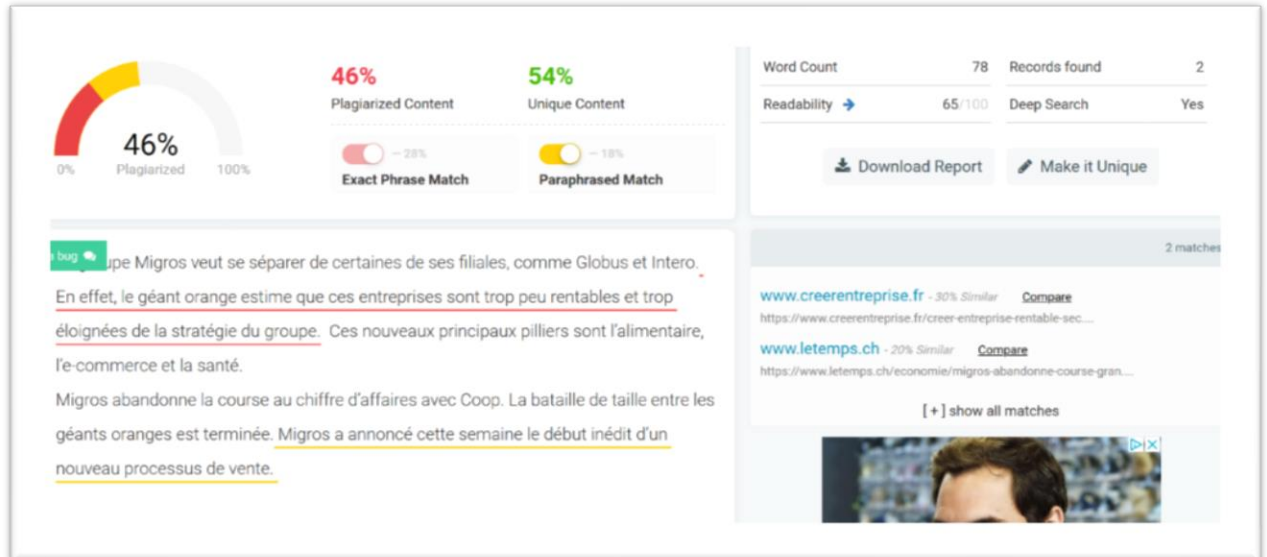 46%
Plagiarized
0%
100%
46%
Plagiarized Content
54%
Unique Content
– 28%
Exact Phrase Match
– 18%
Paraphrased Match
Word Count 78
Records found 2
Readability → 65/100
Deep Search Yes
Download Report
Make it Unique
bug
upe Migros veut se séparer de certaines de ses filiales, comme Globus et Intero.
En effet, le géant orange estime que ces entreprises sont trop peu rentables et trop
éloignées de la stratégie du groupe. Ces nouveaux principaux pilliers sont l'alimentaire,
l'e-commerce et la santé.
Migros abandonne la course au chiffre d'affaires avec Coop. La bataille de taille entre les
géants oranges est terminée. Migros a annoncé cette semaine le début inédit d'un
nouveau processus de vente.
2 matches
www.creerentreprise.fr - 30% Similar Compare
https://www.creerentreprise.fr/creer-entreprise-rentable-sec....
www.letemps.ch - 20% Similar Compare
https://www.letemps.ch/economie/migros-abandonne-course-gran....
[+] show all matches